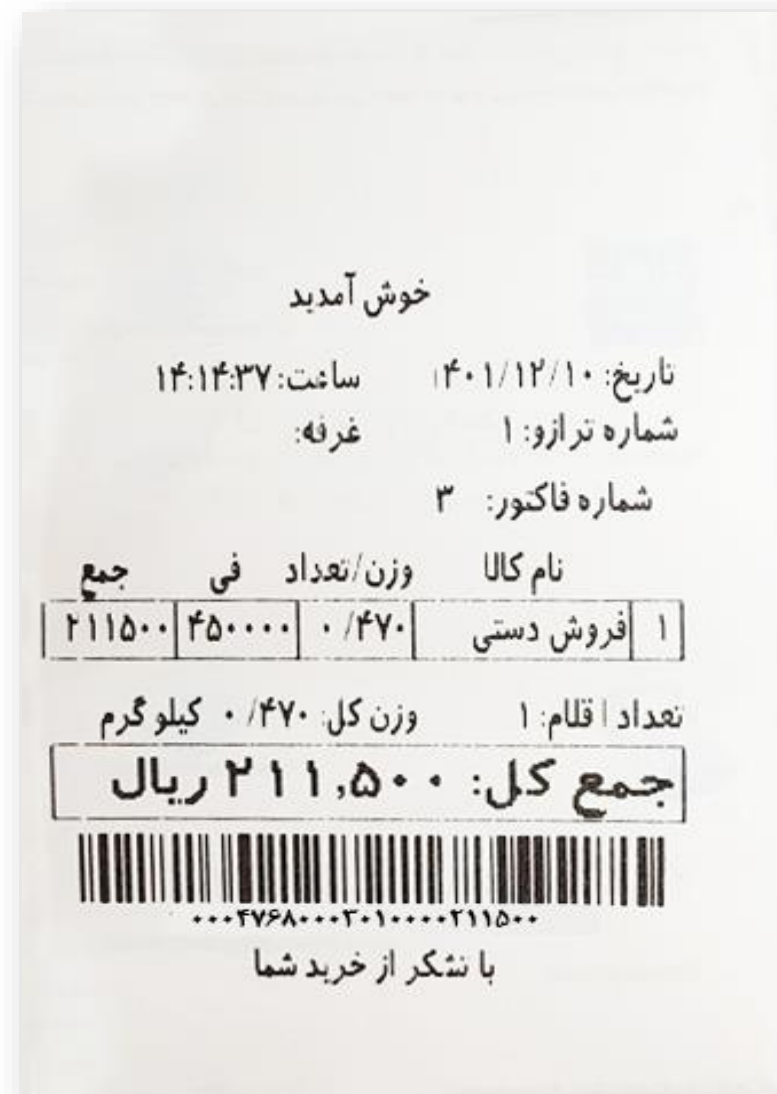 خوش آمدید
تاریخ: ۱۴۰۱/۱۲/۱۰ ساعت: ۱۴:۱۴:۳۷
شماره ترازو: ۱ غرفه:
شماره فاکتور: ۳
نام کالا وزن/تعداد فی جمع
۱ فروش دستی ۰/۴۷۰ ۴۵۰۰۰۰ ۲۱۱۵۰۰
تعداد اقلام: ۱ وزن کل: ۰/۴۷۰ کیلو گرم
جمع کل: ۲۱۱,۵۰۰ ریال
۰۰۰۴۷۶۸۰۰۰۳۰۱۰۰۰۰۲۱۱۵۰۰
با تشکر از خرید شما